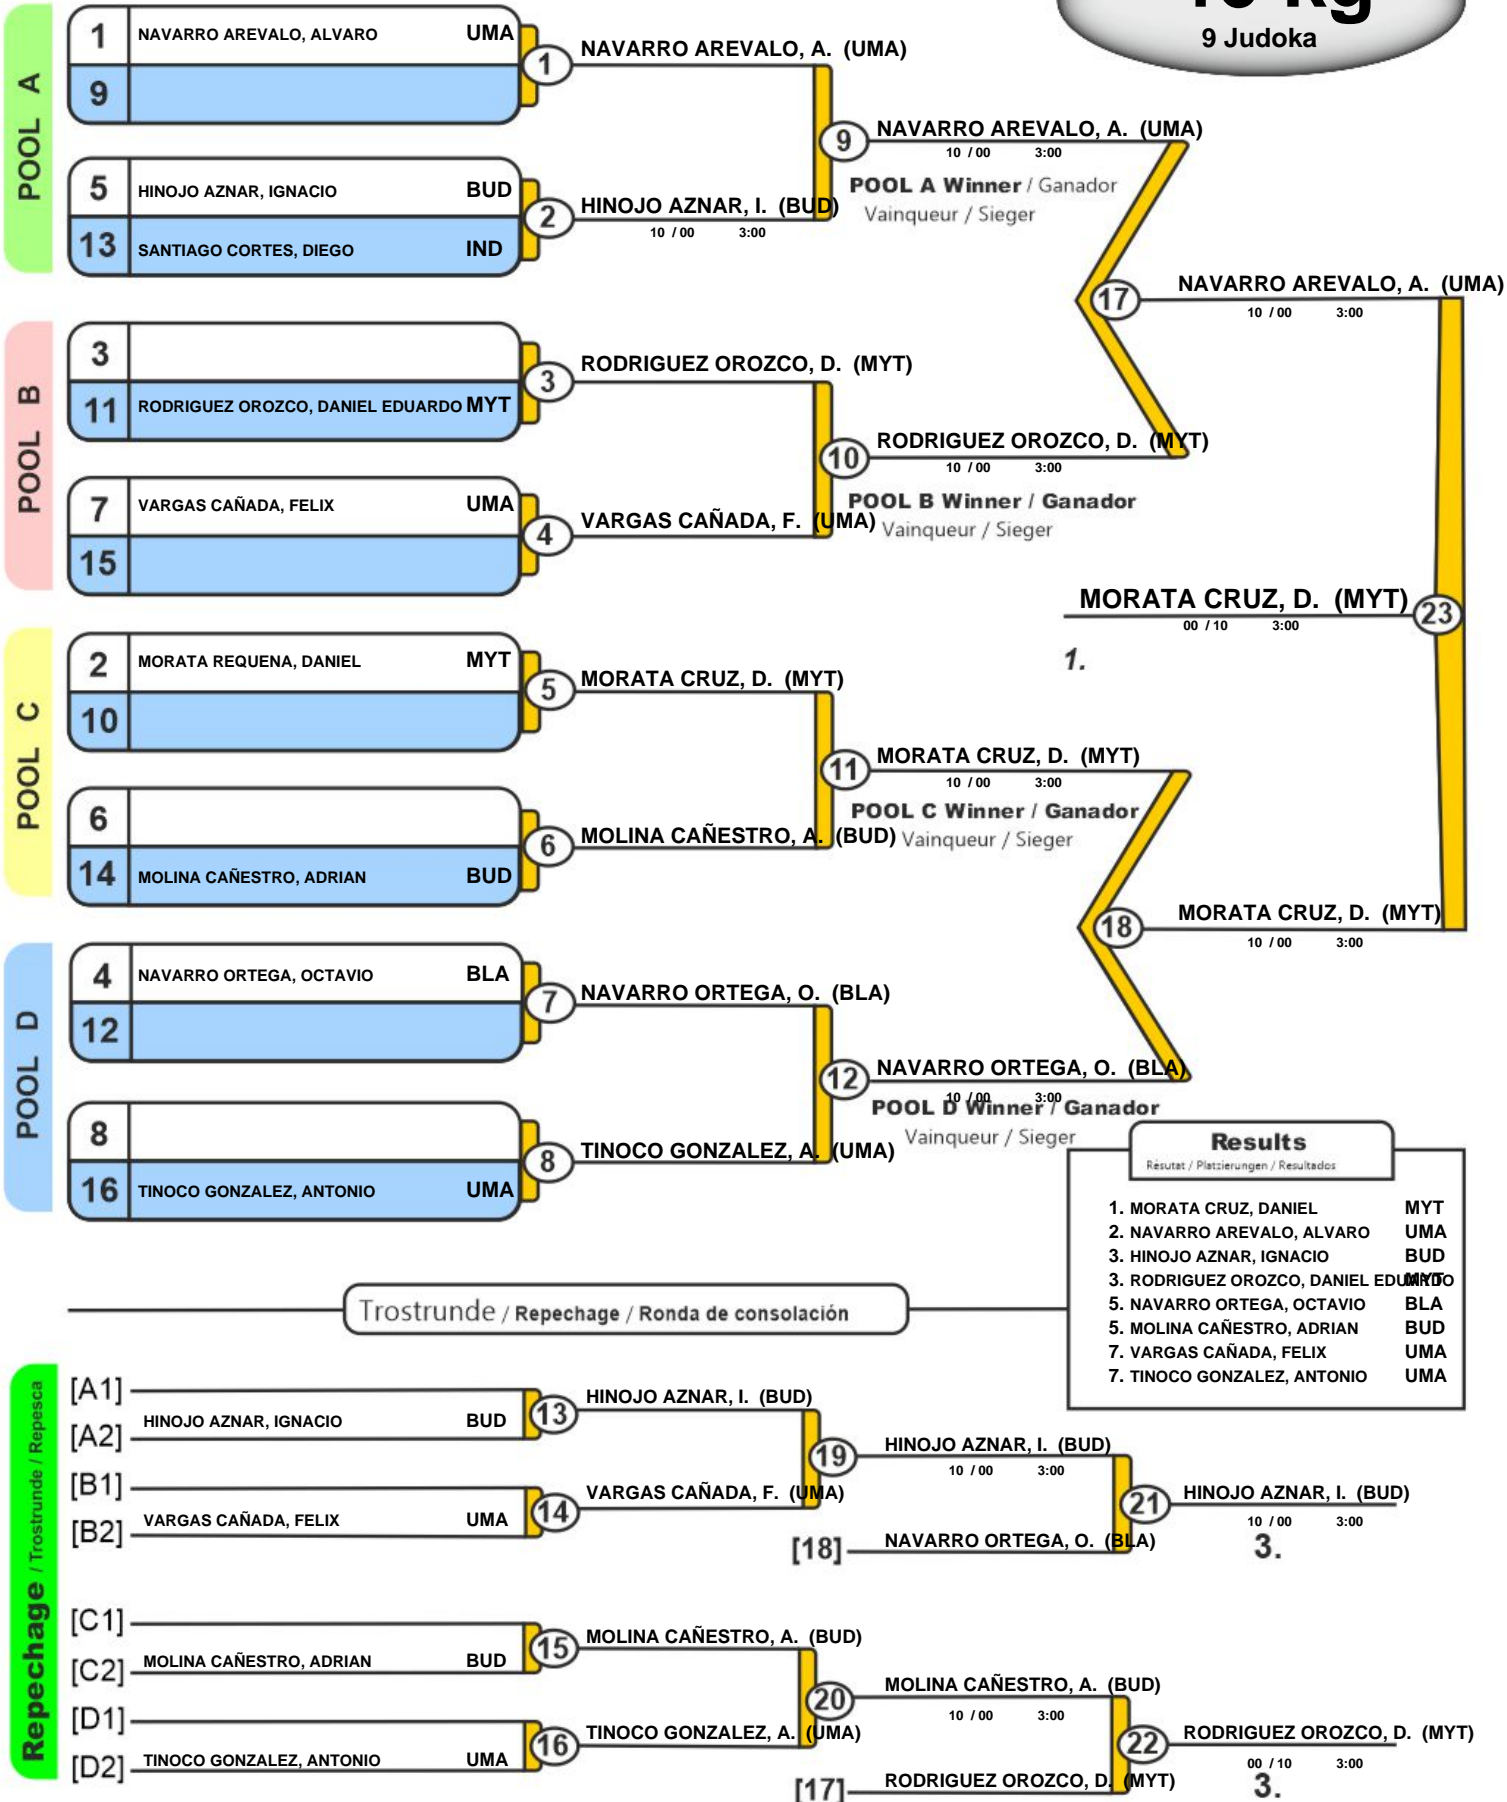 9 Judoka
POOL A
1 NAVARRO AREVALO, ALVARO UMA
9
5 HINOJO AZNAR, IGNACIO BUD
13 SANTIAGO CORTES, DIEGO IND
1 NAVARRO AREVALO, A. (UMA)
2 HINOJO AZNAR, I. (BUD)
10 / 00 3:00
9 NAVARRO AREVALO, A. (UMA)
10 / 00 3:00
POOL A Winner / Ganador
Vainqueur / Sieger
17 NAVARRO AREVALO, A. (UMA)
10 / 00 3:00
POOL B
3
11 RODRIGUEZ OROZCO, DANIEL EDUARDO MYT
7 VARGAS CAÑADA, FELIX UMA
15
3 RODRIGUEZ OROZCO, D. (MYT)
4 VARGAS CAÑADA, F. (UMA)
10 RODRIGUEZ OROZCO, D. (MYT)
10 / 00 3:00
POOL B Winner / Ganador
Vainqueur / Sieger
MORATA CRUZ, D. (MYT) 23
00 / 10 3:00
1.
POOL C
2 MORATA REQUENA, DANIEL MYT
10
6
14 MOLINA CAÑESTRO, ADRIAN BUD
5 MORATA CRUZ, D. (MYT)
6 MOLINA CAÑESTRO, A. (BUD)
11 MORATA CRUZ, D. (MYT)
10 / 00 3:00
POOL C Winner / Ganador
Vainqueur / Sieger
18 MORATA CRUZ, D. (MYT)
10 / 00 3:00
POOL D
4 NAVARRO ORTEGA, OCTAVIO BLA
12
8
16 TINOCO GONZALEZ, ANTONIO UMA
7 NAVARRO ORTEGA, O. (BLA)
8 TINOCO GONZALEZ, A. (UMA)
12 NAVARRO ORTEGA, O. (BLA)
10 / 00 3:00
POOL D Winner / Ganador
Vainqueur / Sieger
Results
Résutat / Platzierungen / Resultados
1. MORATA CRUZ, DANIEL MYT
2. NAVARRO AREVALO, ALVARO UMA
3. HINOJO AZNAR, IGNACIO BUD
3. RODRIGUEZ OROZCO, DANIEL EDUARDO MYT
5. NAVARRO ORTEGA, OCTAVIO BLA
5. MOLINA CAÑESTRO, ADRIAN BUD
7. VARGAS CAÑADA, FELIX UMA
7. TINOCO GONZALEZ, ANTONIO UMA
Trostrunde / Repechage / Ronda de consolación
Repechage / Trostrunde / Repesca
[A1]
[A2] HINOJO AZNAR, IGNACIO BUD
[B1]
[B2] VARGAS CAÑADA, FELIX UMA
13 HINOJO AZNAR, I. (BUD)
14 VARGAS CAÑADA, F. (UMA)
19 HINOJO AZNAR, I. (BUD)
10 / 00 3:00
[18] NAVARRO ORTEGA, O. (BLA)
21 HINOJO AZNAR, I. (BUD)
10 / 00 3:00
3.
[C1]
[C2] MOLINA CAÑESTRO, ADRIAN BUD
[D1]
[D2] TINOCO GONZALEZ, ANTONIO UMA
15 MOLINA CAÑESTRO, A. (BUD)
16 TINOCO GONZALEZ, A. (UMA)
20 MOLINA CAÑESTRO, A. (BUD)
10 / 00 3:00
[17] RODRIGUEZ OROZCO, D. (MYT)
22 RODRIGUEZ OROZCO, D. (MYT)
00 / 10 3:00
3.